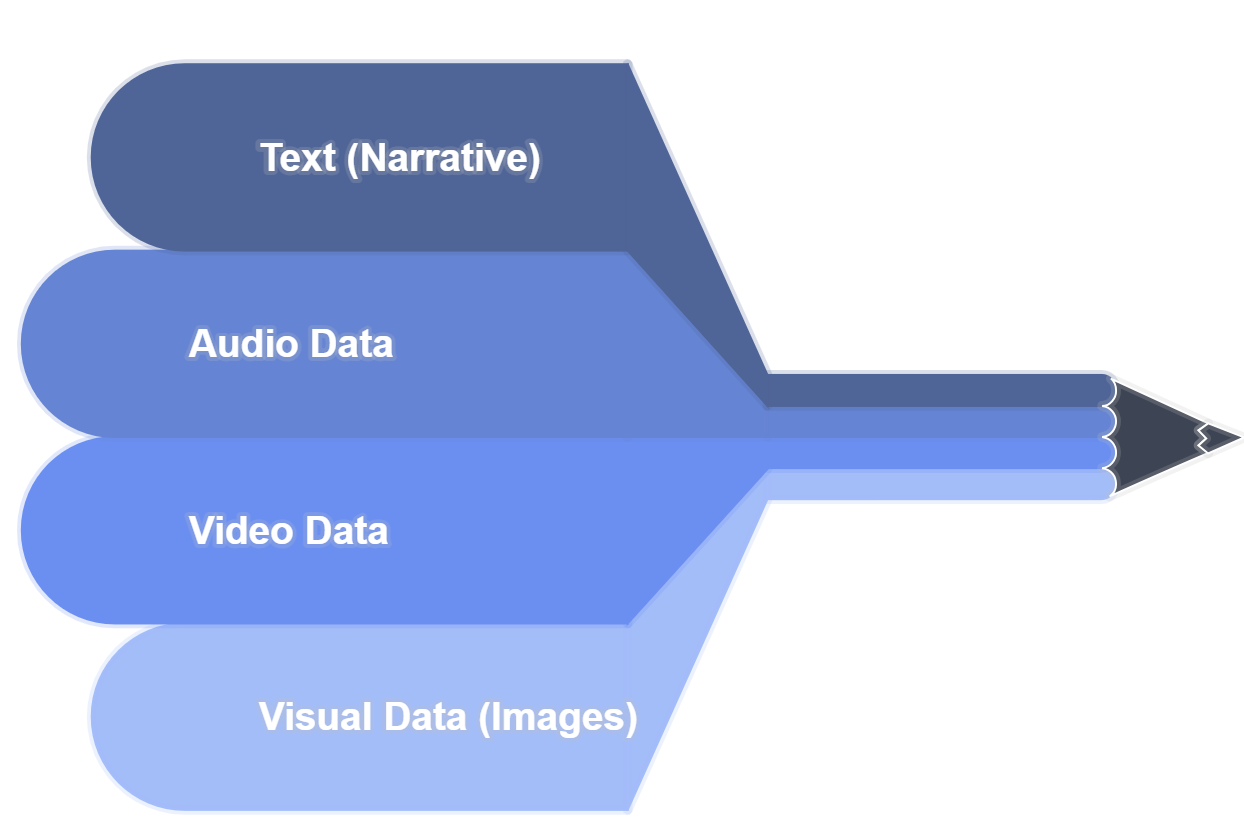 Text (Narrative)
Audio Data
Video Data
Visual Data (Images)